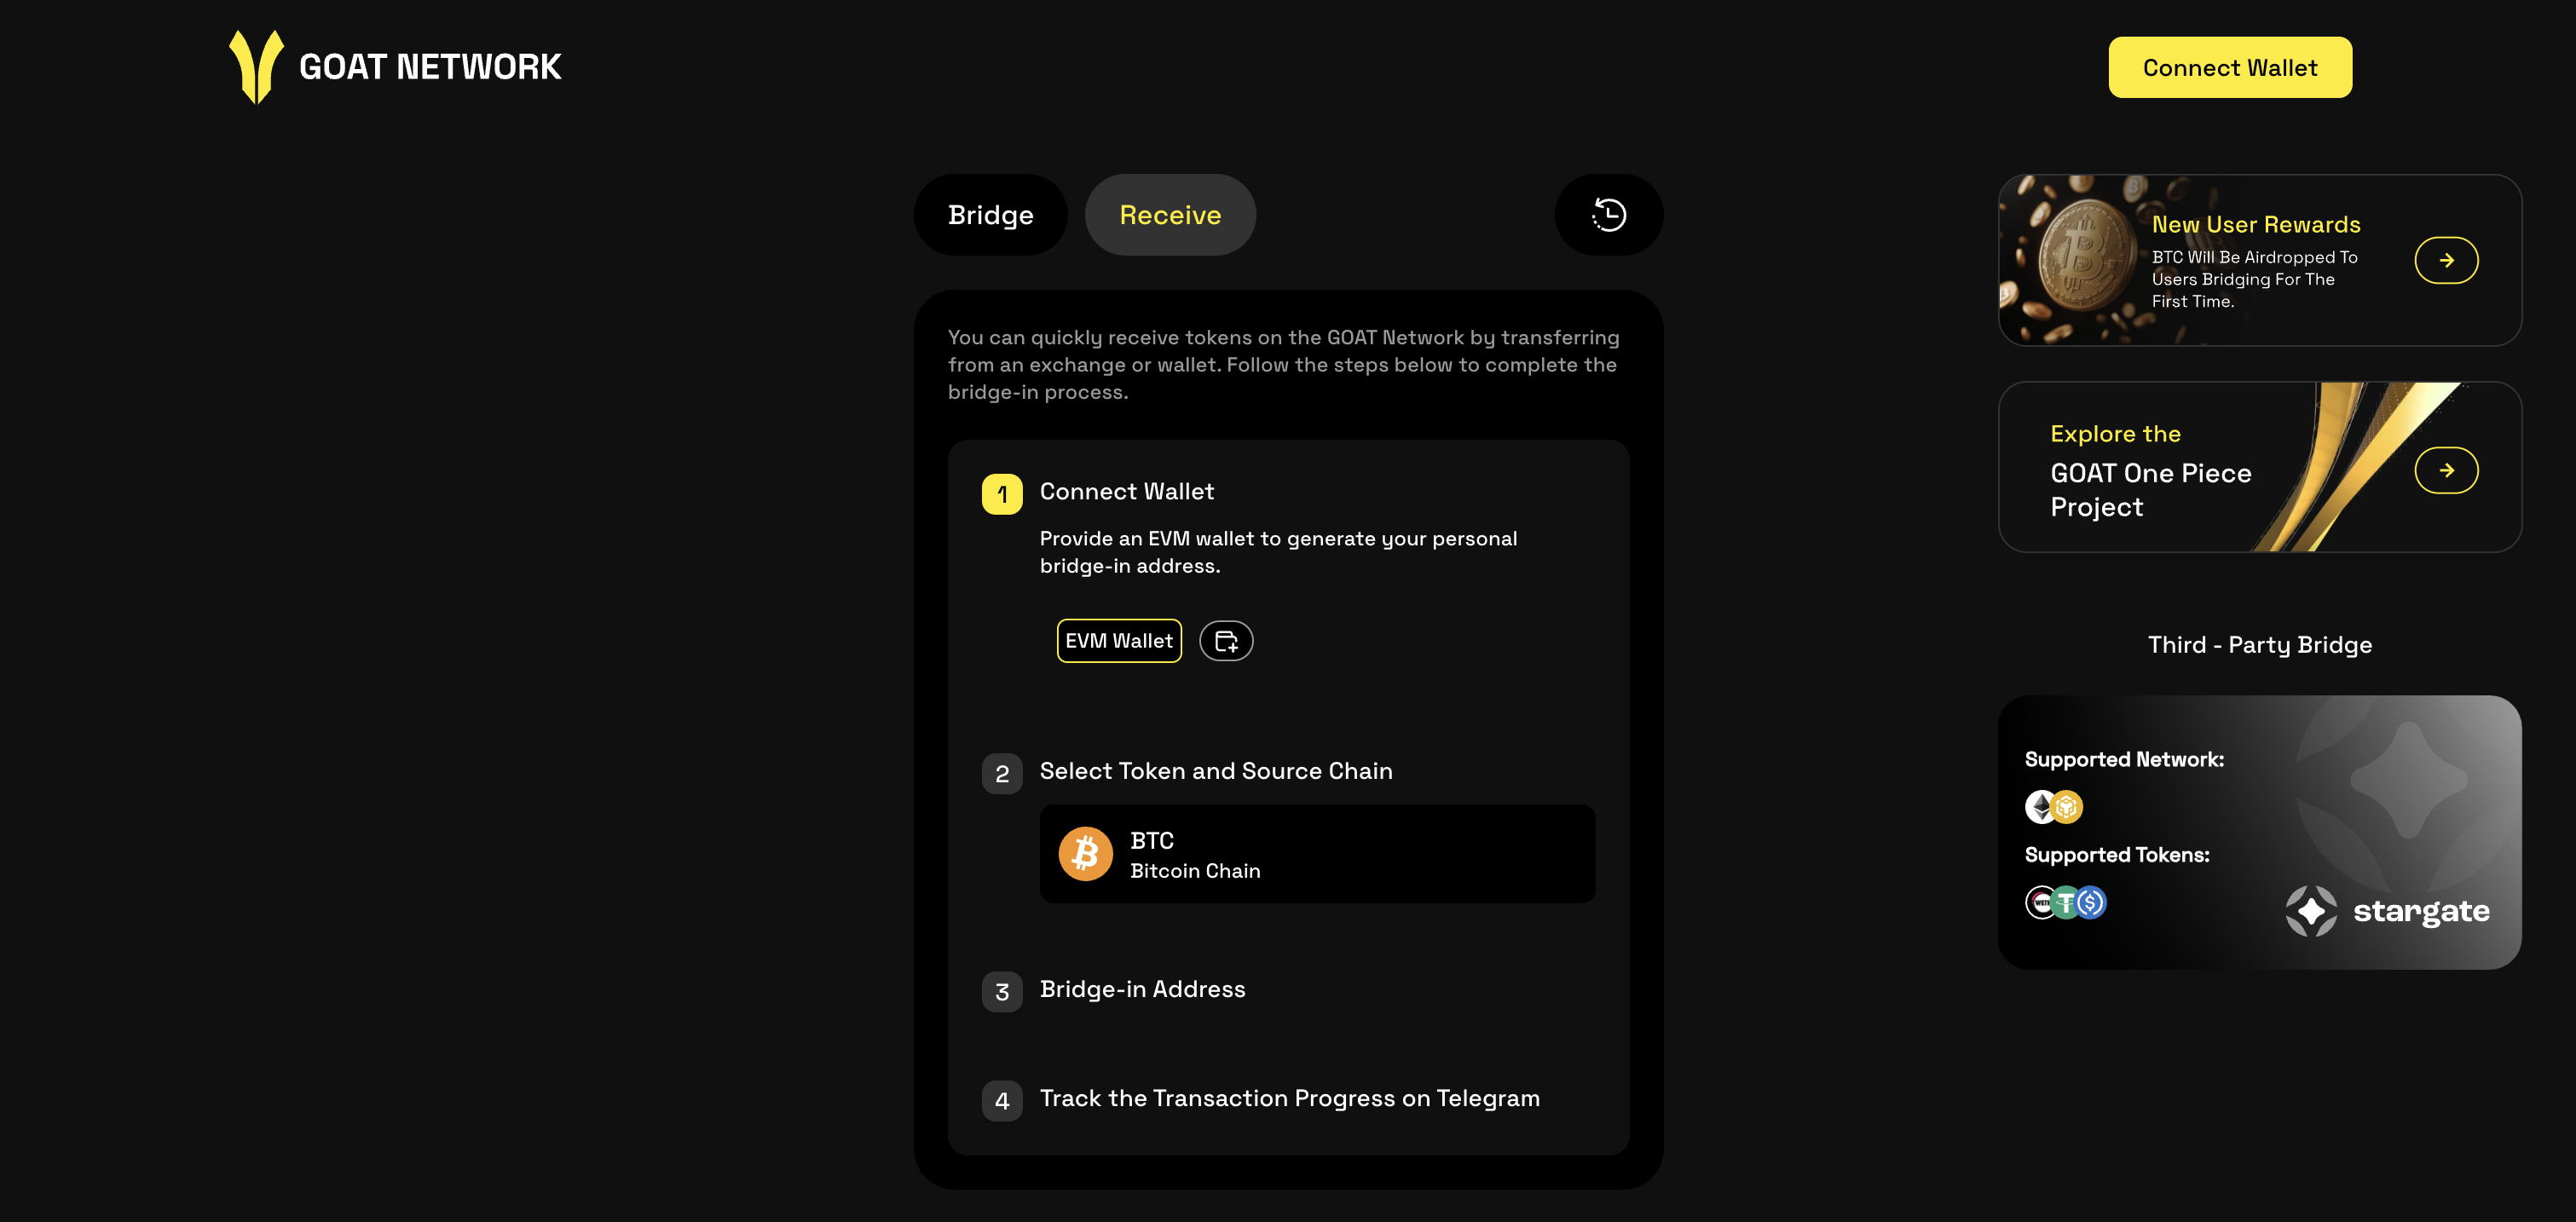 GOAT NETWORK
Connect Wallet
Bridge
Receive
You can quickly receive tokens on the GOAT Network by transferring
from an exchange or wallet. Follow the steps below to complete the
bridge-in process.
1
Connect Wallet
Provide an EVM wallet to generate your personal
bridge-in address.
EVM Wallet
2
Select Token and Source Chain
BTC
Bitcoin Chain
3
Bridge-in Address
4
Track the Transaction Progress on Telegram
New User Rewards
BTC Will Be Airdropped To
Users Bridging For The
First Time.
Explore the
GOAT One Piece
Project
Third - Party Bridge
Supported Network:
Supported Tokens:
stargate